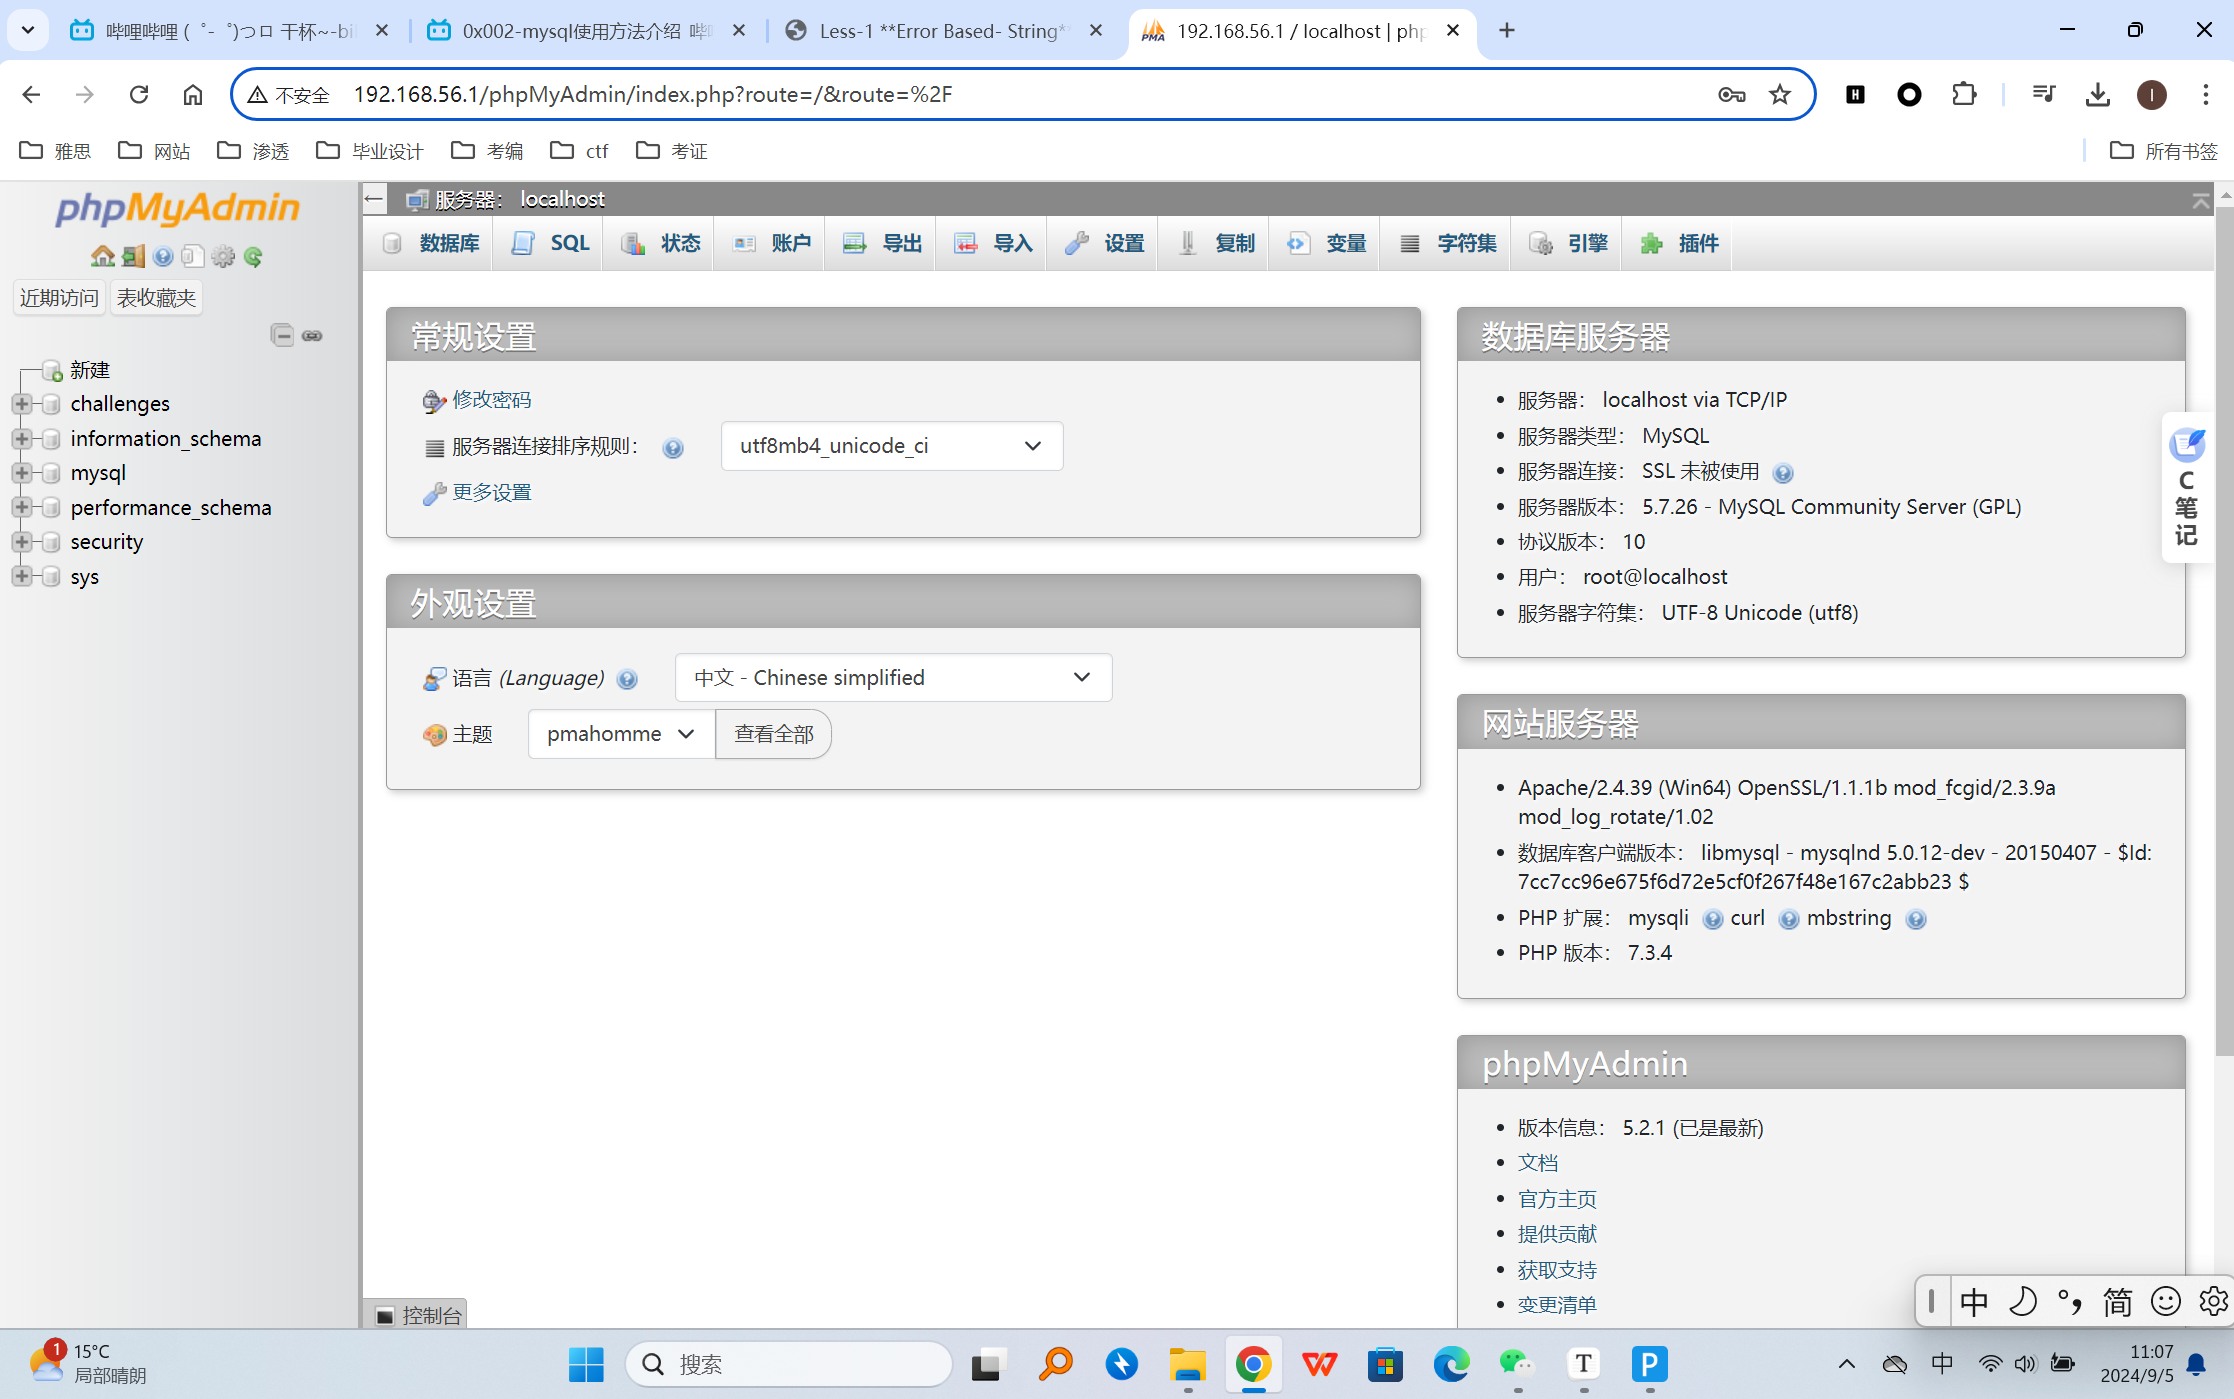 哔哩哔哩 (゜-゜)つロ 干杯~-bi
0x002-mysql使用方法介绍 哔
Less-1 **Error Based- String**
192.168.56.1 / localhost | php
不安全 192.168.56.1/phpMyAdmin/index.php?route=/&route=%2F
雅思 网站 渗透 毕业设计 考编 ctf 考证 所有书签
phpMyAdmin
近期访问 表收藏夹
新建
challenges
information_schema
mysql
performance_schema
security
sys
服务器： localhost
数据库 SQL 状态 账户 导出 导入 设置 复制 变量 字符集 引擎 插件
常规设置
修改密码
服务器连接排序规则： utf8mb4_unicode_ci
更多设置
外观设置
语言 (Language) 中文 - Chinese simplified
主题 pmahomme 查看全部
数据库服务器
服务器： localhost via TCP/IP
服务器类型： MySQL
服务器连接： SSL 未被使用
服务器版本： 5.7.26 - MySQL Community Server (GPL)
协议版本： 10
用户： root@localhost
服务器字符集： UTF-8 Unicode (utf8)
网站服务器
Apache/2.4.39 (Win64) OpenSSL/1.1.1b mod_fcgid/2.3.9a
mod_log_rotate/1.02
数据库客户端版本： libmysql - mysqlnd 5.0.12-dev - 20150407 - $Id:
7cc7cc96e675f6d72e5cf0f267f48e167c2abb23 $
PHP 扩展： mysqli curl mbstring
PHP 版本： 7.3.4
phpMyAdmin
版本信息： 5.2.1 (已是最新)
文档
官方主页
提供贡献
获取支持
变更清单
C
笔
记
控制台
中 简
1
15°C
局部晴朗
搜索
中
11:07
2024/9/5